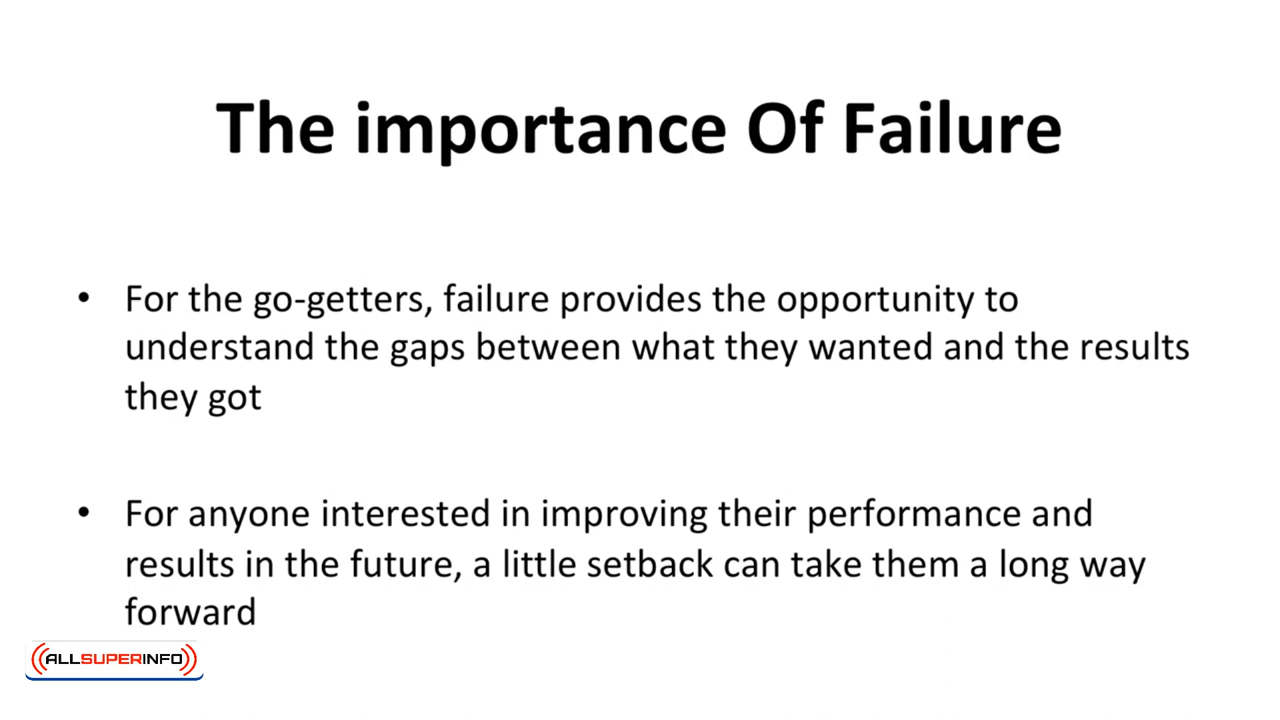 The importance Of Failure
• For the go-getters, failure provides the opportunity to
understand the gaps between what they wanted and the results
they got
• For anyone interested in improving their performance and
results in the future, a little setback can take them a long way
forward
ALLSUPERINFO